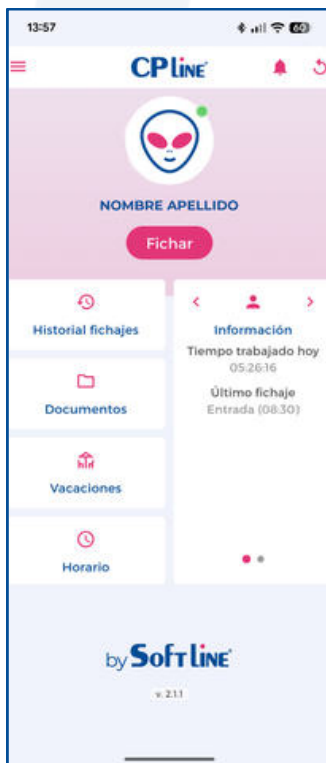 13:57
60
CPLINE
NOMBRE APELLIDO
Fichar
Historial fichajes
Documentos
Vacaciones
Horario
Información
Tiempo trabajado hoy
05:26:16
Último fichaje
Entrada (08:30)
by SoftLine
v. 2.1.1